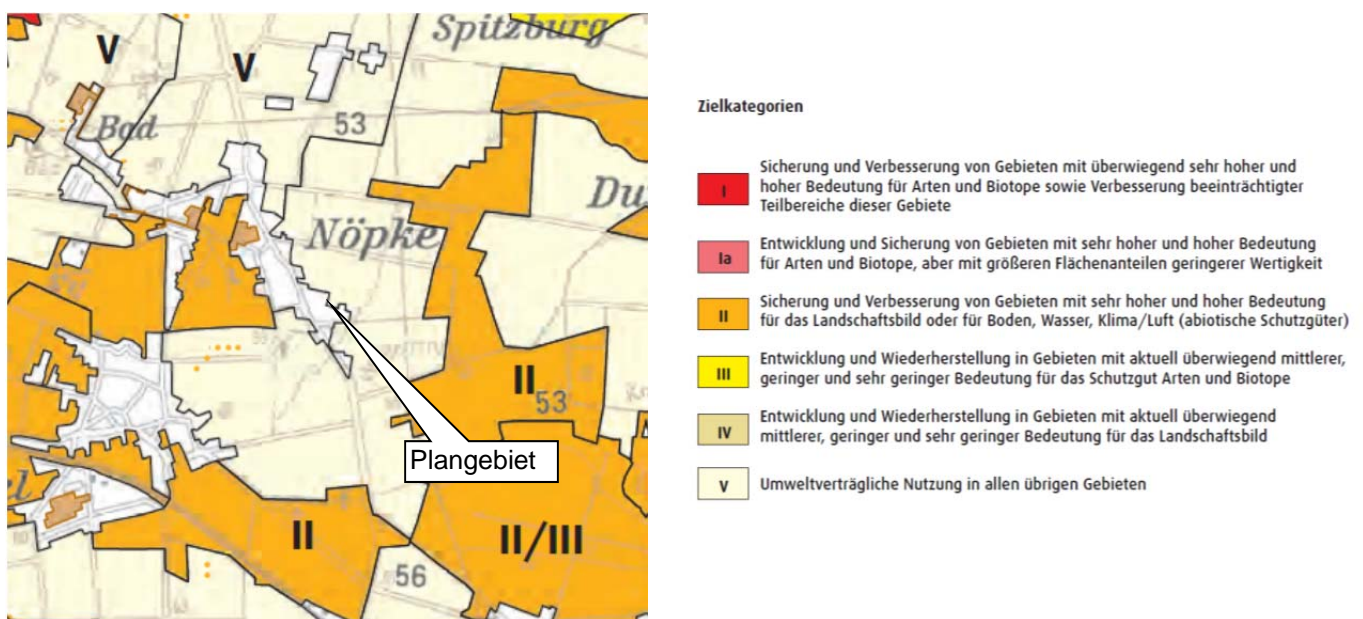 Spitzburg
V
V
53
Bad
Du
Nöpke
II
53
Plangebiet
II
II/III
56
Zielkategorien
I
Sicherung und Verbesserung von Gebieten mit überwiegend sehr hoher und
hoher Bedeutung für Arten und Biotope sowie Verbesserung beeinträchtigter
Teilbereiche dieser Gebiete
Ia
Entwicklung und Sicherung von Gebieten mit sehr hoher und hoher Bedeutung
für Arten und Biotope, aber mit größeren Flächenanteilen geringerer Wertigkeit
II
Sicherung und Verbesserung von Gebieten mit sehr hoher und hoher Bedeutung
für das Landschaftsbild oder für Boden, Wasser, Klima/Luft (abiotische Schutzgüter)
III
Entwicklung und Wiederherstellung in Gebieten mit aktuell überwiegend mittlerer,
geringer und sehr geringer Bedeutung für das Schutzgut Arten und Biotope
IV
Entwicklung und Wiederherstellung in Gebieten mit aktuell überwiegend
mittlerer, geringer und sehr geringer Bedeutung für das Landschaftsbild
V
Umweltverträgliche Nutzung in allen übrigen Gebieten